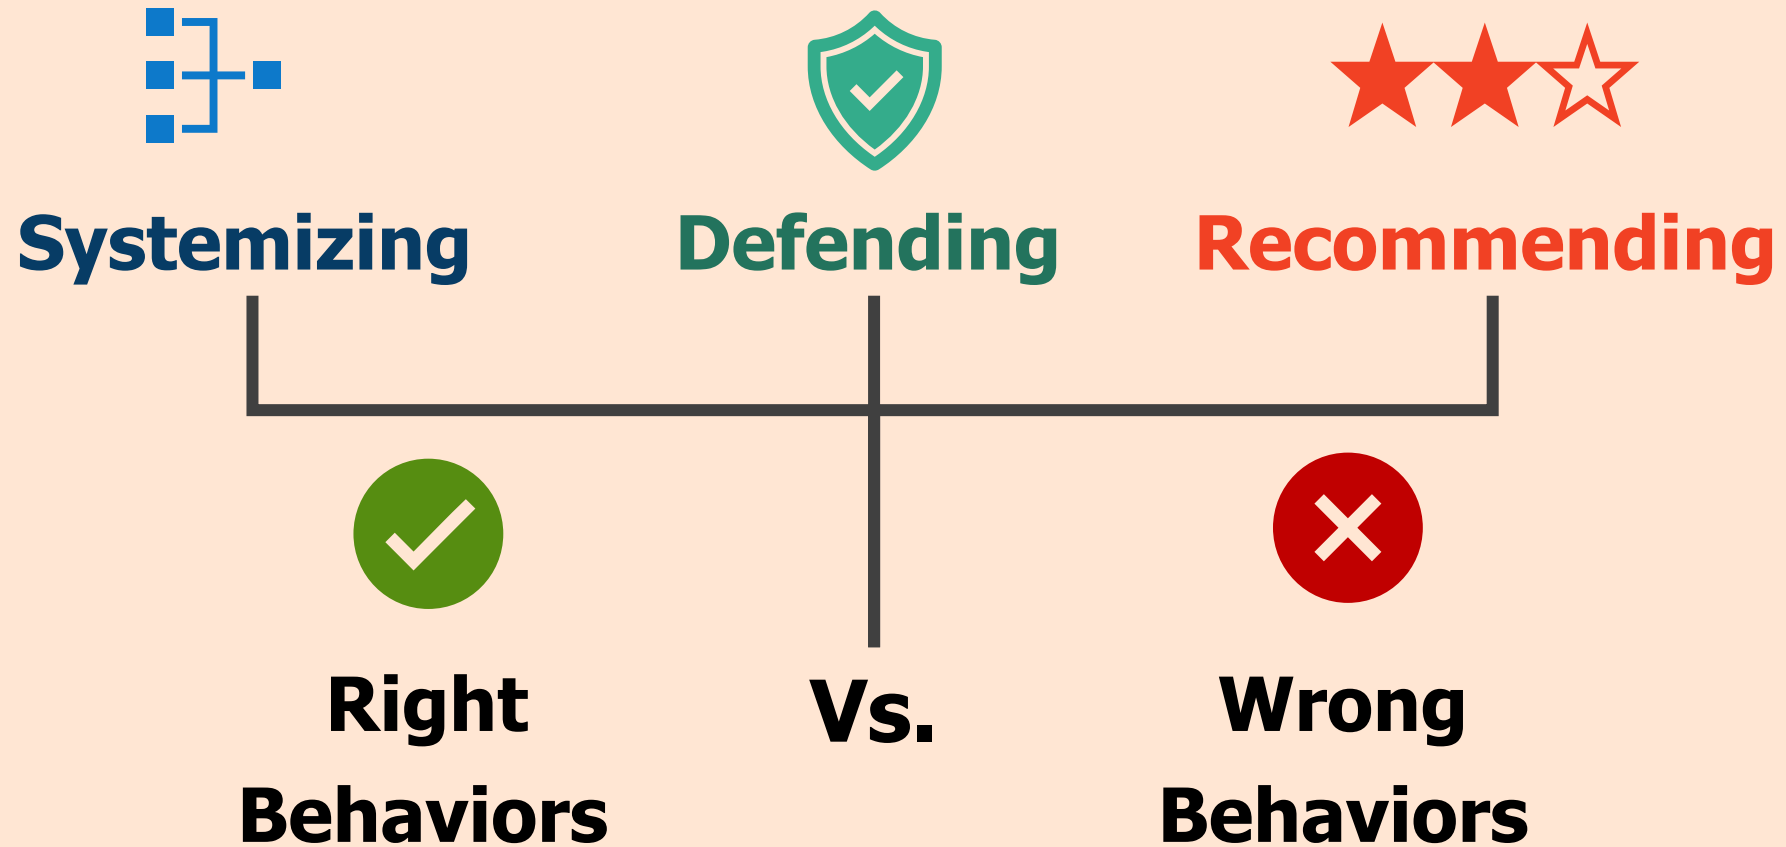 Systemizing
Defending
Recommending
Right
Behaviors
Vs.
Wrong
Behaviors